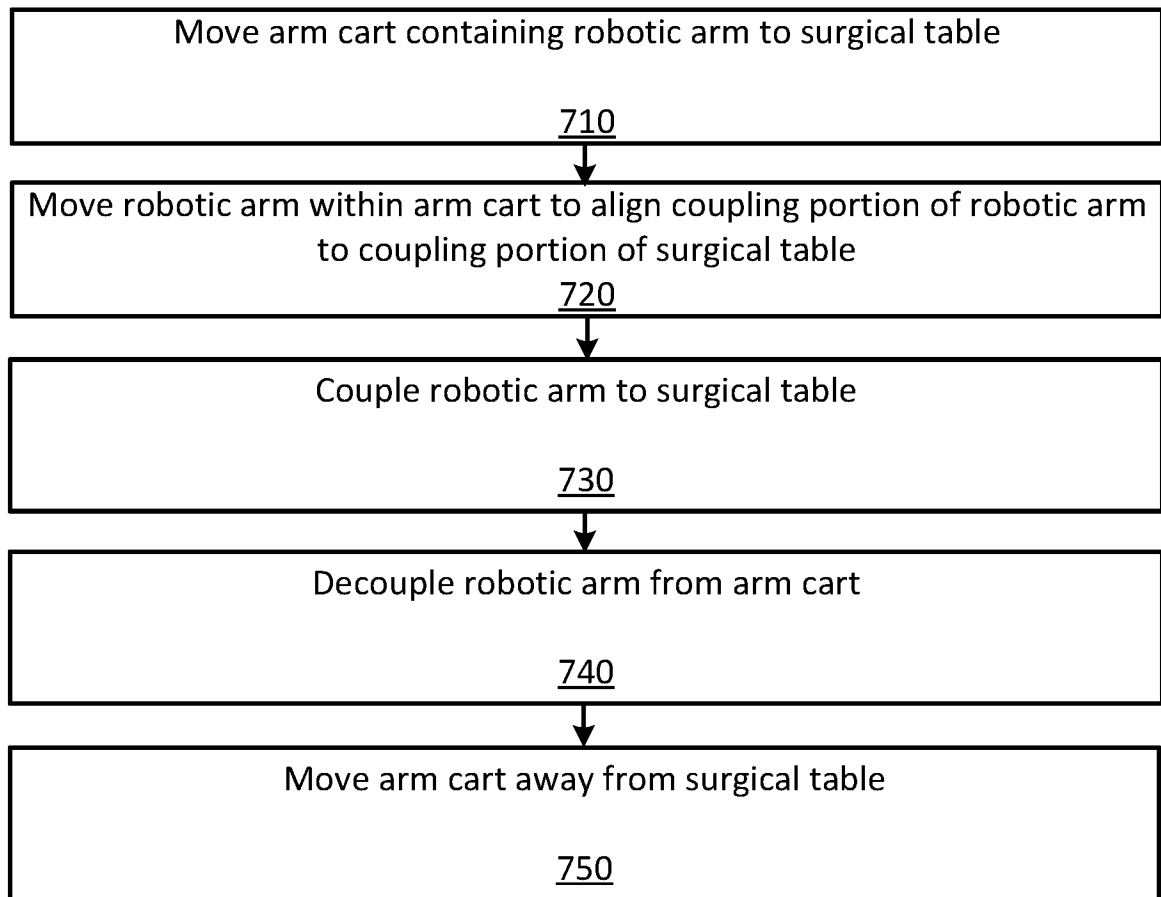 Move arm cart containing robotic arm to surgical table
710
Move robotic arm within arm cart to align coupling portion of robotic arm
to coupling portion of surgical table
720
Couple robotic arm to surgical table
730
Decouple robotic arm from arm cart
740
Move arm cart away from surgical table
750